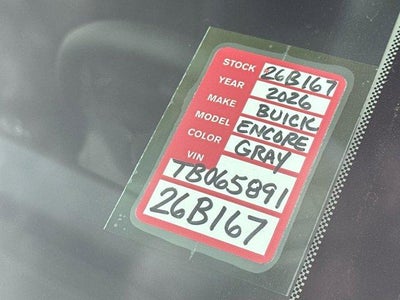 STOCK 26B167
YEAR 2026
MAKE BUICK
MODEL ENCORE
COLOR GRAY
VIN
TB065891
26B167